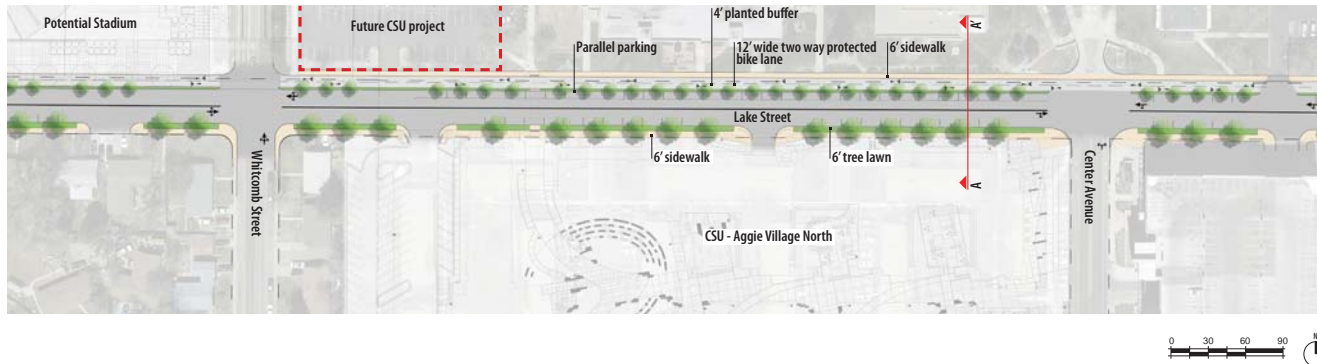 Potential Stadium
Future CSU project
4' planted buffer
A'
Parallel parking
12' wide two way protected
bike lane
6' sidewalk
Lake Street
6' sidewalk
6' tree lawn
A
Whitcomb Street
Center Avenue
CSU - Aggie Village North
0 30 60 90
N